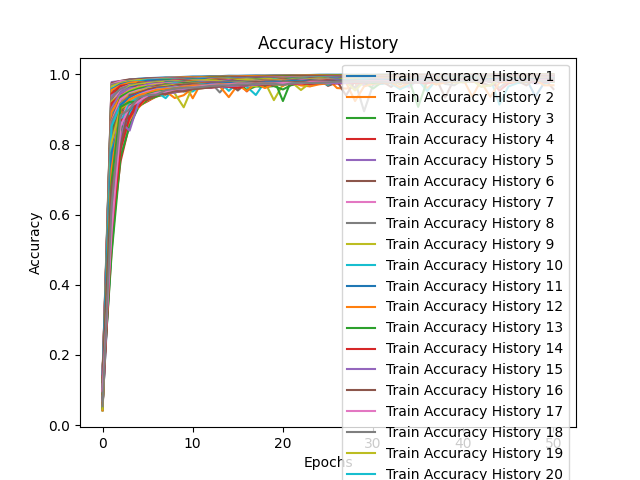 Accuracy History
1.0
0.8
0.6
0.4
0.2
0.0
Accuracy
0
10
20
30
40
50
Epochs
Train Accuracy History 1
Train Accuracy History 2
Train Accuracy History 3
Train Accuracy History 4
Train Accuracy History 5
Train Accuracy History 6
Train Accuracy History 7
Train Accuracy History 8
Train Accuracy History 9
Train Accuracy History 10
Train Accuracy History 11
Train Accuracy History 12
Train Accuracy History 13
Train Accuracy History 14
Train Accuracy History 15
Train Accuracy History 16
Train Accuracy History 17
Train Accuracy History 18
Train Accuracy History 19
Train Accuracy History 20